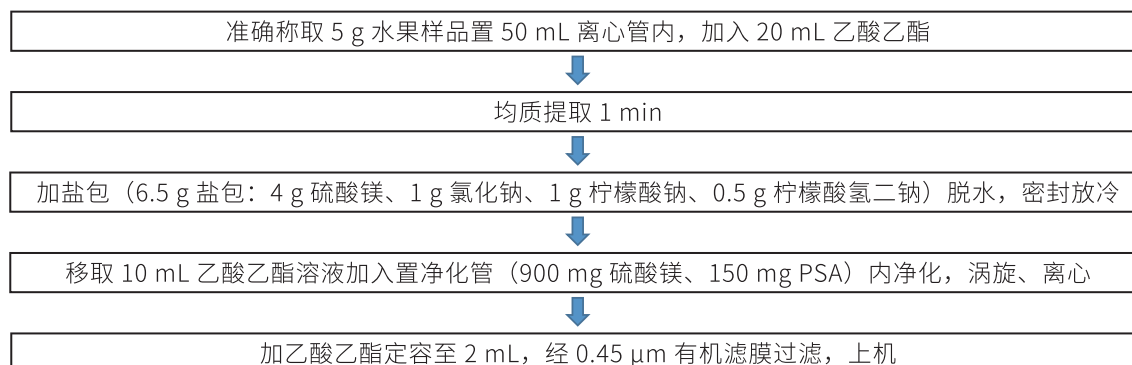 准确称取 5 g 水果样品置 50 mL 离心管内，加入 20 mL 乙酸乙酯
均质提取 1 min
加盐包（6.5 g 盐包：4 g 硫酸镁、1 g 氯化钠、1 g 柠檬酸钠、0.5 g 柠檬酸氢二钠）脱水，密封放冷
移取 10 mL 乙酸乙酯溶液加入置净化管（900 mg 硫酸镁、150 mg PSA）内净化，涡旋、离心
加乙酸乙酯定容至 2 mL，经 0.45 μm 有机滤膜过滤，上机